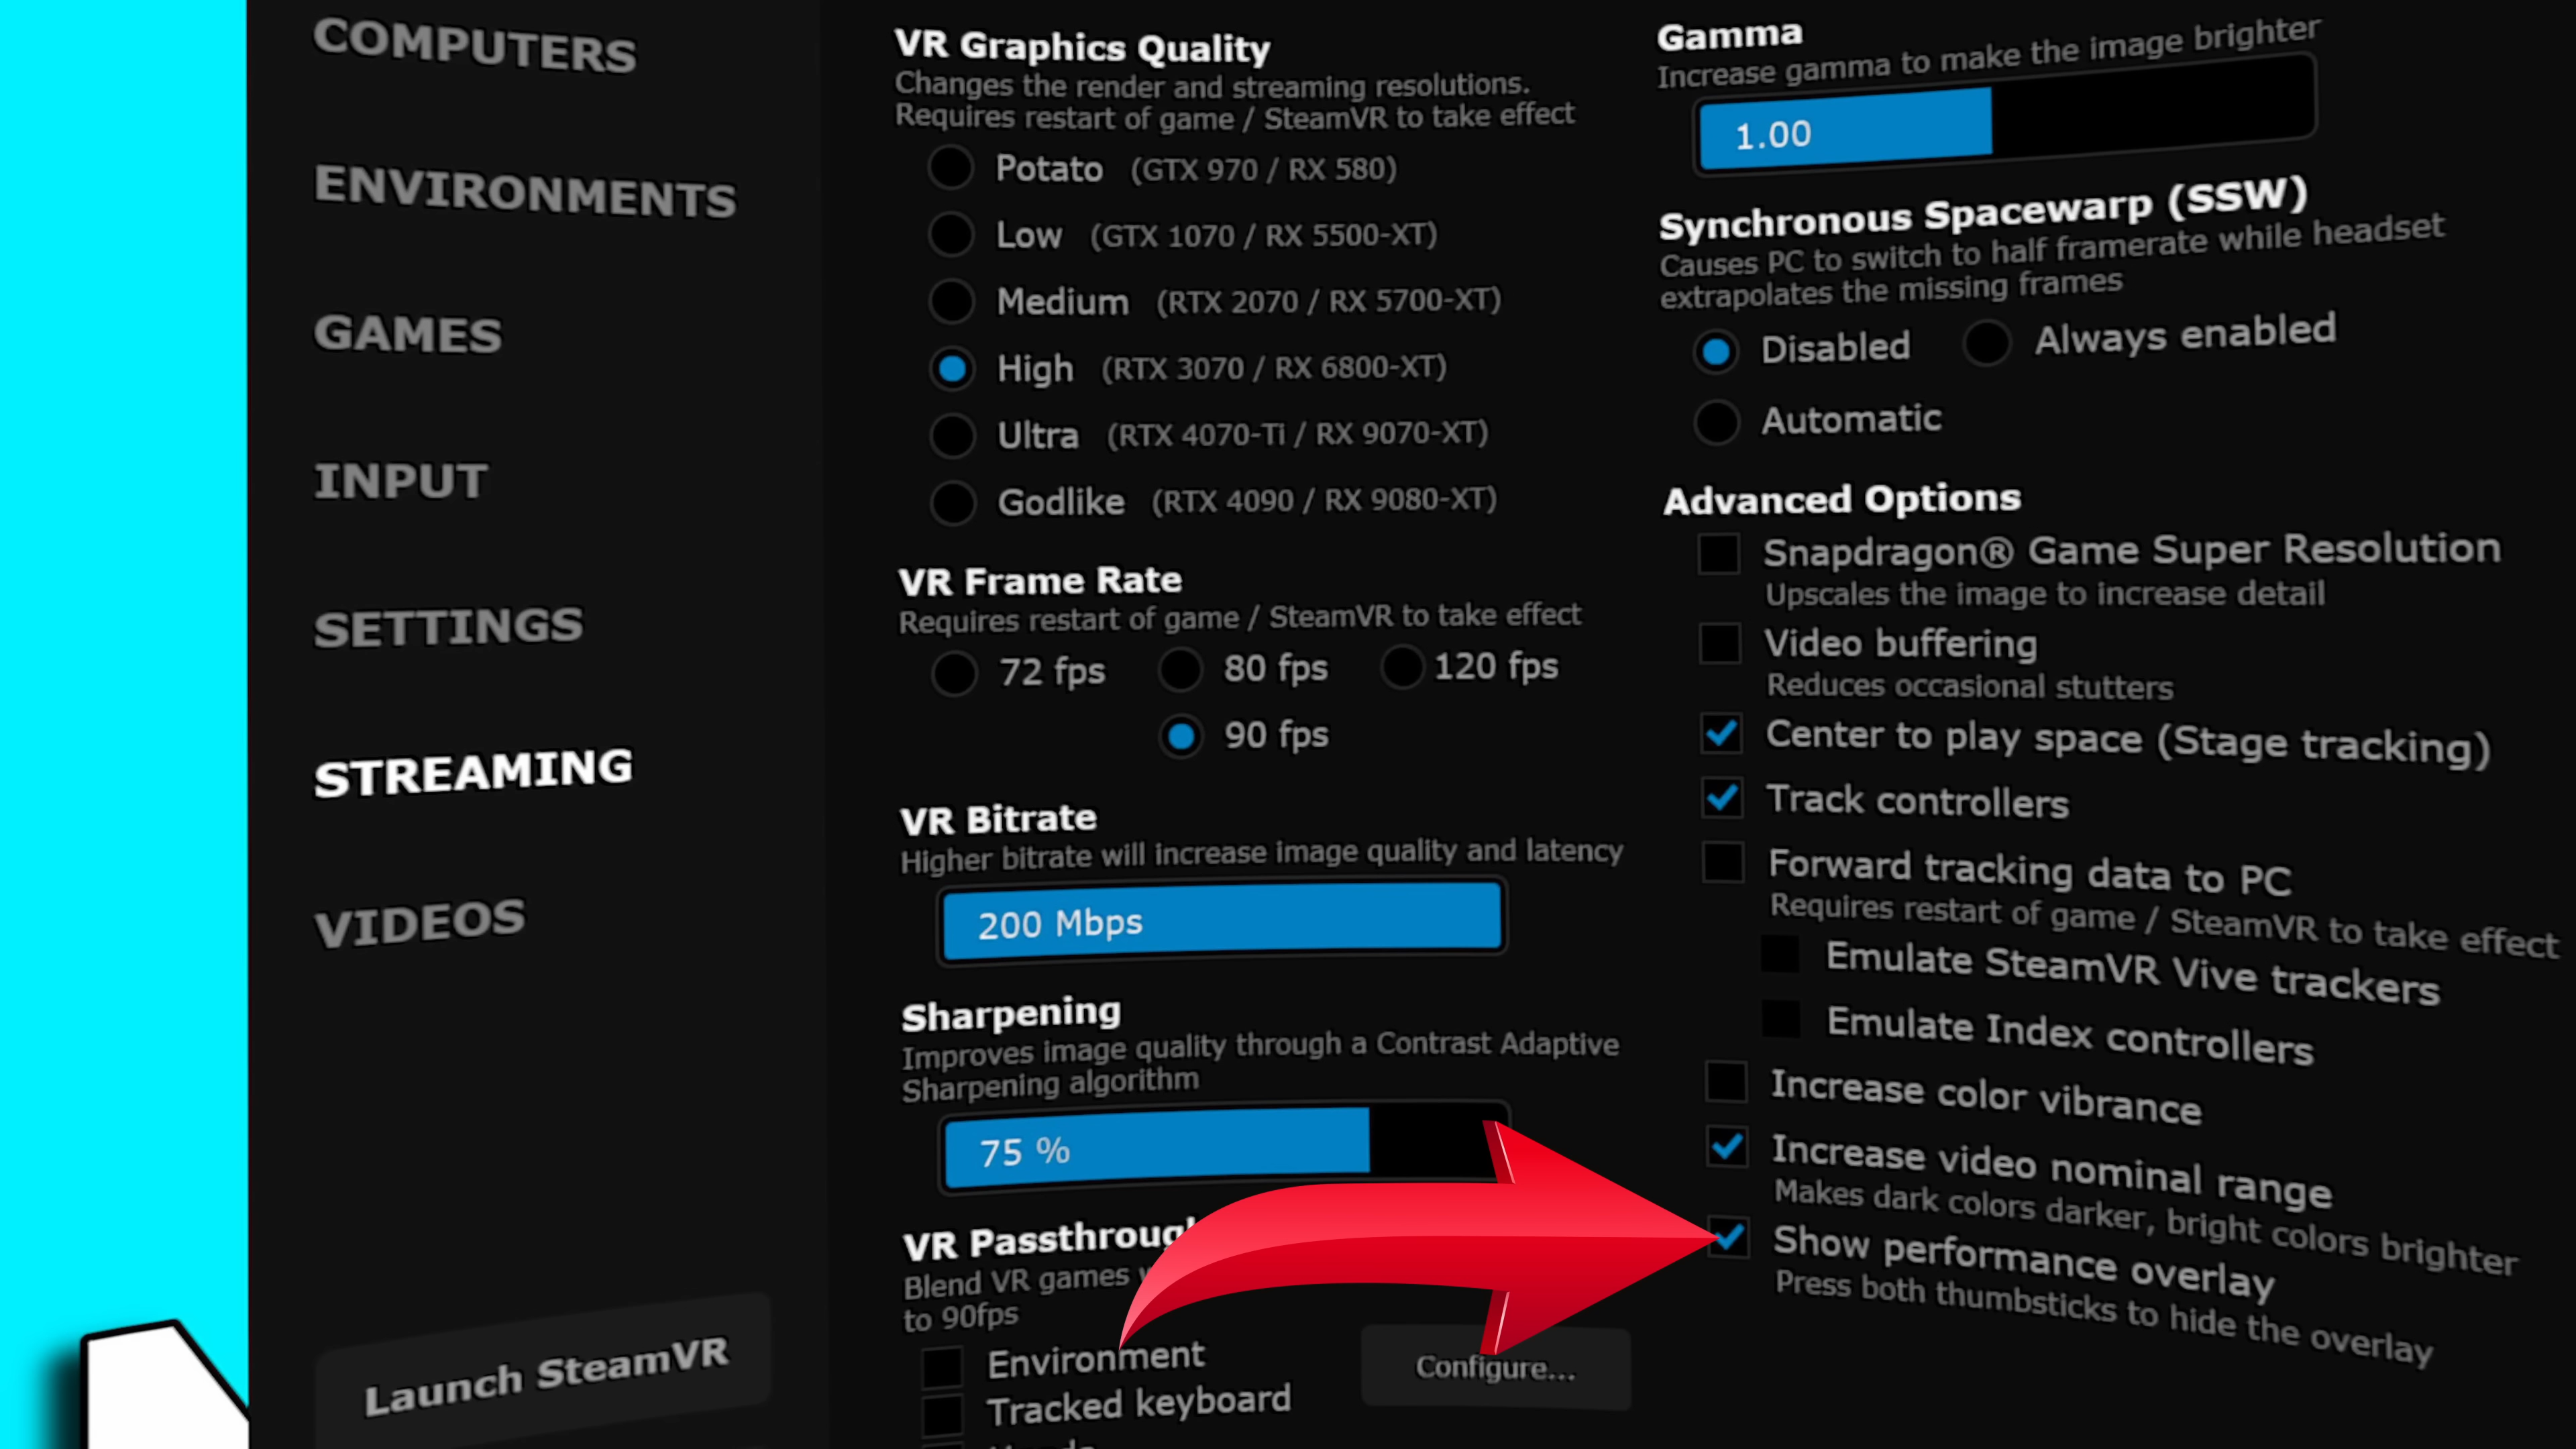 COMPUTERS
ENVIRONMENTS
GAMES
INPUT
SETTINGS
STREAMING
VIDEOS
Launch SteamVR
VR Graphics Quality
Changes the render and streaming resolutions.
Requires restart of game / SteamVR to take effect
Potato (GTX 970 / RX 580)
Low (GTX 1070 / RX 5500-XT)
Medium (RTX 2070 / RX 5700-XT)
High (RTX 3070 / RX 6800-XT)
Ultra (RTX 4070-Ti / RX 9070-XT)
Godlike (RTX 4090 / RX 9080-XT)
VR Frame Rate
Requires restart of game / SteamVR to take effect
72 fps 80 fps 120 fps
90 fps
VR Bitrate
Higher bitrate will increase image quality and latency
200 Mbps
Sharpening
Improves image quality through a Contrast Adaptive
Sharpening algorithm
75 %
VR Passthroug
Blend VR games
to 90fps
Environment
Configure...
Tracked keyboard
Gamma
Increase gamma to make the image brighter
1.00
Synchronous Spacewarp (SSW)
Causes PC to switch to half framerate while headset
extrapolates the missing frames
Disabled Always enabled
Automatic
Advanced Options
Snapdragon® Game Super Resolution
Upscales the image to increase detail
Video buffering
Reduces occasional stutters
Center to play space (Stage tracking)
Track controllers
Forward tracking data to PC
Requires restart of game / SteamVR to take effect
Emulate SteamVR Vive trackers
Emulate Index controllers
Increase color vibrance
Increase video nominal range
Makes dark colors darker, bright colors brighter
Show performance overlay
Press both thumbsticks to hide the overlay